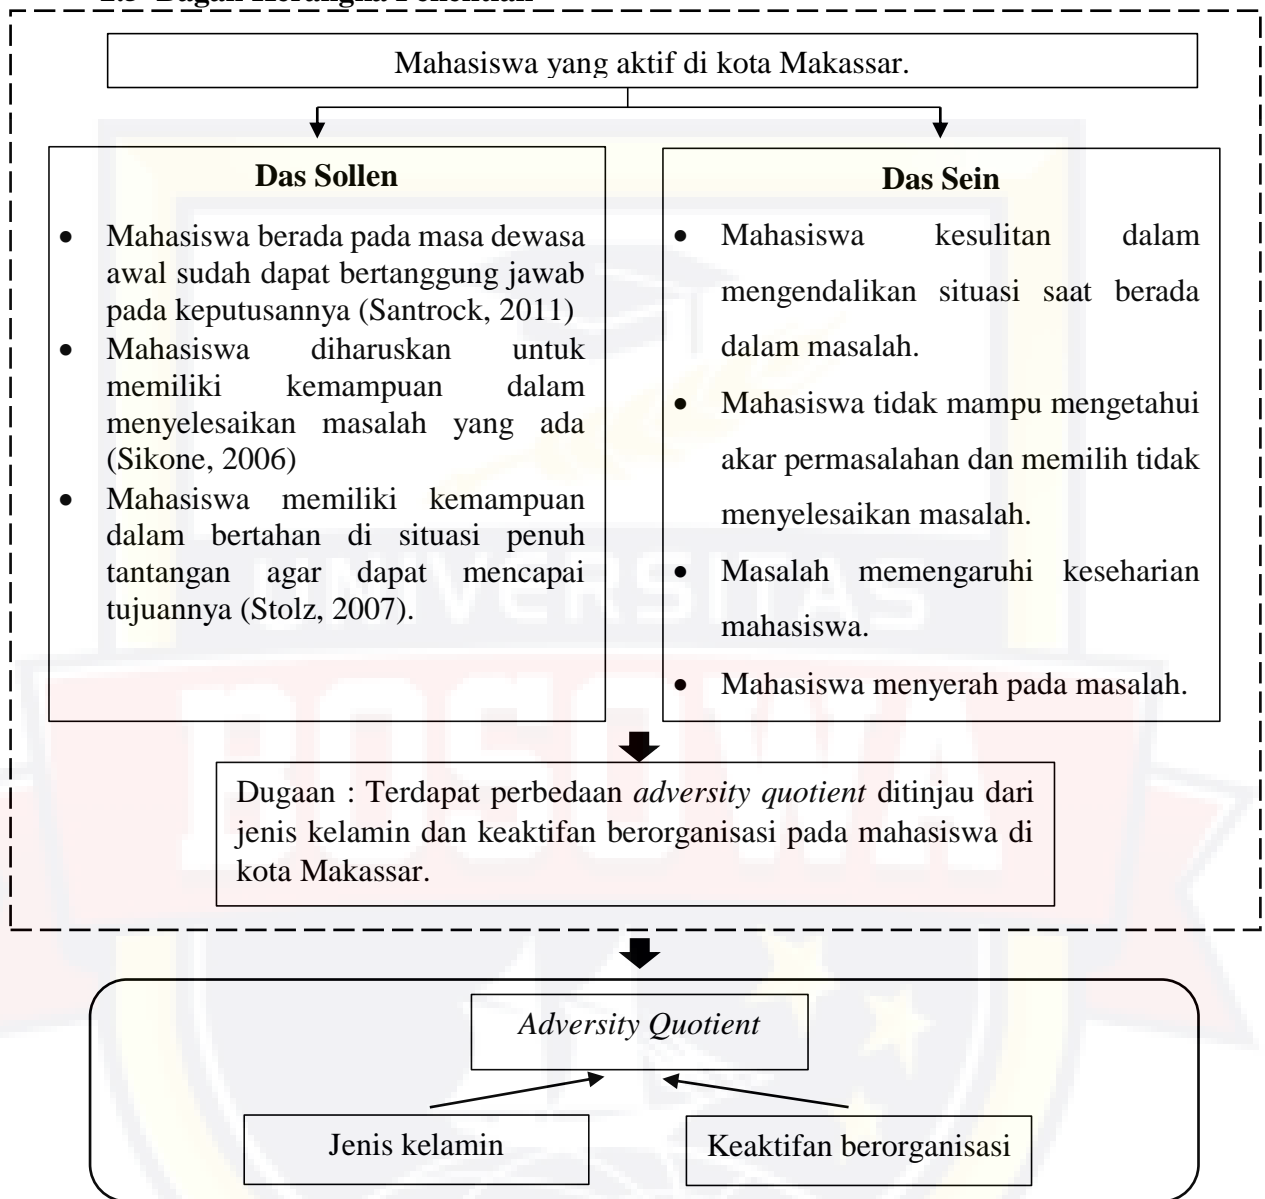 Mahasiswa yang aktif di kota Makassar.
Das Sollen
• Mahasiswa berada pada masa dewasa
awal sudah dapat bertanggung jawab
pada keputusannya (Santrock, 2011)
• Mahasiswa diharuskan untuk
memiliki kemampuan dalam
menyelesaikan masalah yang ada
(Sikone, 2006)
• Mahasiswa memiliki kemampuan
dalam bertahan di situasi penuh
tantangan agar dapat mencapai
tujuannya (Stolz, 2007).
Das Sein
• Mahasiswa kesulitan dalam
mengendalikan situasi saat berada
dalam masalah.
• Mahasiswa tidak mampu mengetahui
akar permasalahan dan memilih tidak
menyelesaikan masalah.
• Masalah memengaruhi keseharian
mahasiswa.
• Mahasiswa menyerah pada masalah.
Dugaan : Terdapat perbedaan adversity quotient ditinjau dari
jenis kelamin dan keaktifan berorganisasi pada mahasiswa di
kota Makassar.
Adversity Quotient
Jenis kelamin
Keaktifan berorganisasi
UNIVERSITAS
BOSOWA